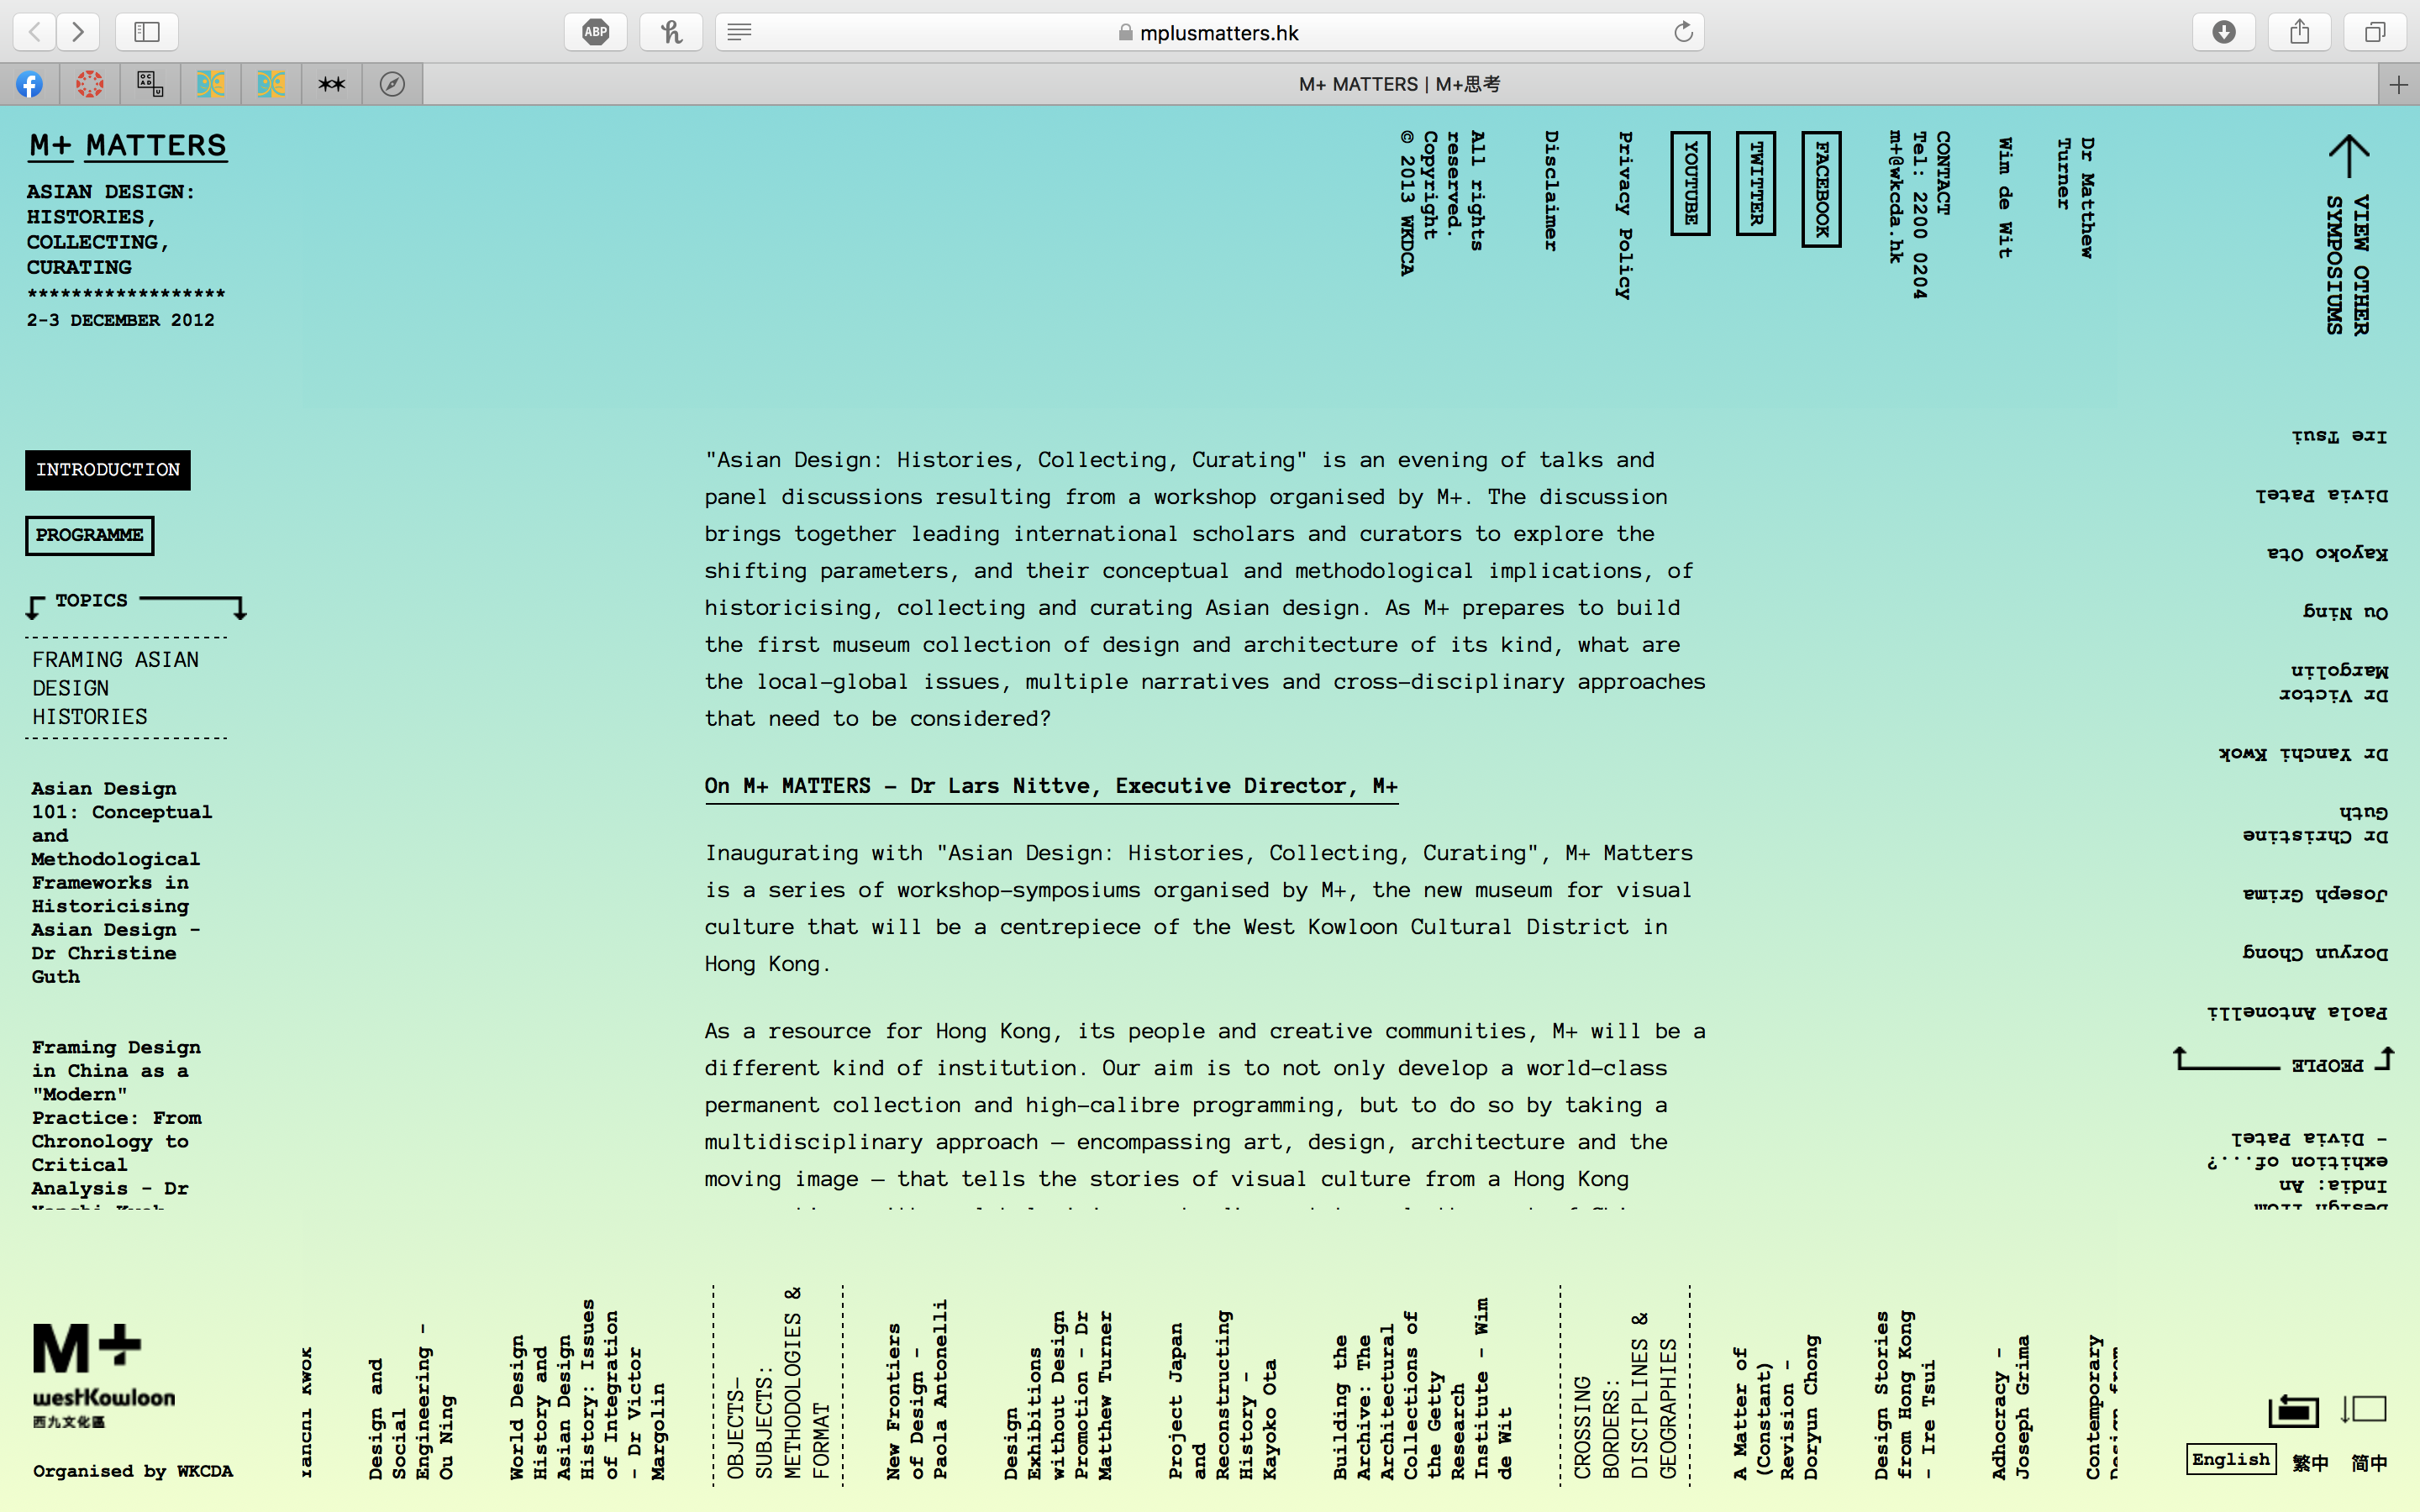 ABP
mplusmatters.hk
OCAD
U
M+ MATTERS | M+思考
M+ MATTERS
ASIAN DESIGN:
HISTORIES,
COLLECTING,
CURATING
******************
2-3 DECEMBER 2012
INTRODUCTION
PROGRAMME
TOPICS
FRAMING ASIAN
DESIGN
HISTORIES
Asian Design
101: Conceptual
and
Methodological
Frameworks in
Historicising
Asian Design -
Dr Christine
Guth
Framing Design
in China as a
"Modern"
Practice: From
Chronology to
Critical
Analysis - Dr
Yanchi Kwok
"Asian Design: Histories, Collecting, Curating" is an evening of talks and
panel discussions resulting from a workshop organised by M+. The discussion
brings together leading international scholars and curators to explore the
shifting parameters, and their conceptual and methodological implications, of
historicising, collecting and curating Asian design. As M+ prepares to build
the first museum collection of design and architecture of its kind, what are
the local-global issues, multiple narratives and cross-disciplinary approaches
that need to be considered?
On M+ MATTERS - Dr Lars Nittve, Executive Director, M+
Inaugurating with "Asian Design: Histories, Collecting, Curating", M+ Matters
is a series of workshop-symposiums organised by M+, the new museum for visual
culture that will be a centrepiece of the West Kowloon Cultural District in
Hong Kong.
As a resource for Hong Kong, its people and creative communities, M+ will be a
different kind of institution. Our aim is to not only develop a world-class
permanent collection and high-calibre programming, but to do so by taking a
multidisciplinary approach — encompassing art, design, architecture and the
moving image — that tells the stories of visual culture from a Hong Kong
M+
westKowloon
西九文化區
Organised by WKCDA
Yanchi Kwok
Design and
Social
Engineering -
Ou Ning
World Design
History and
Asian Design
History: Issues
of Integration
- Dr Victor
Margolin
OBJECTS-
SUBJECTS:
METHODOLOGIES &
FORMAT
New Frontiers
of Design -
Paola Antonelli
Design
Exhibitions
without Design
Promotion - Dr
Matthew Turner
Project Japan
and
Reconstructing
History -
Kayoko Ota
Building the
Archive: The
Architectural
Collections of
the Getty
Research
Institute - Wim
de Wit
CROSSING
BORDERS:
DISCIPLINES &
GEOGRAPHIES
A Matter of
(Constant)
Revision -
Doryun Chong
Design Stories
from Hong Kong
- Ire Tsui
Adhocracy -
Joseph Grima
Contemporary
Design from
Design from
India: An
exhition of...?
- Divia Patel
PEOPLE
Paola Antonelli
Doryun Chong
Joseph Grima
Dr Christine
Guth
Dr Yanchi Kwok
Dr Victor
Margolin
Ou Ning
Kayoko Ota
Divia Patel
Ire Tsui
VIEW OTHER
SYMPOSIUMS
Dr Matthew
Turner
Wim de Wit
CONTACT
Tel: 2200 0204
m+@wkcda.hk
FACEBOOK
TWITTER
YOUTUBE
Privacy Policy
Disclaimer
All rights
reserved.
Copyright
© 2013 WKDCA
English
繁中
简中